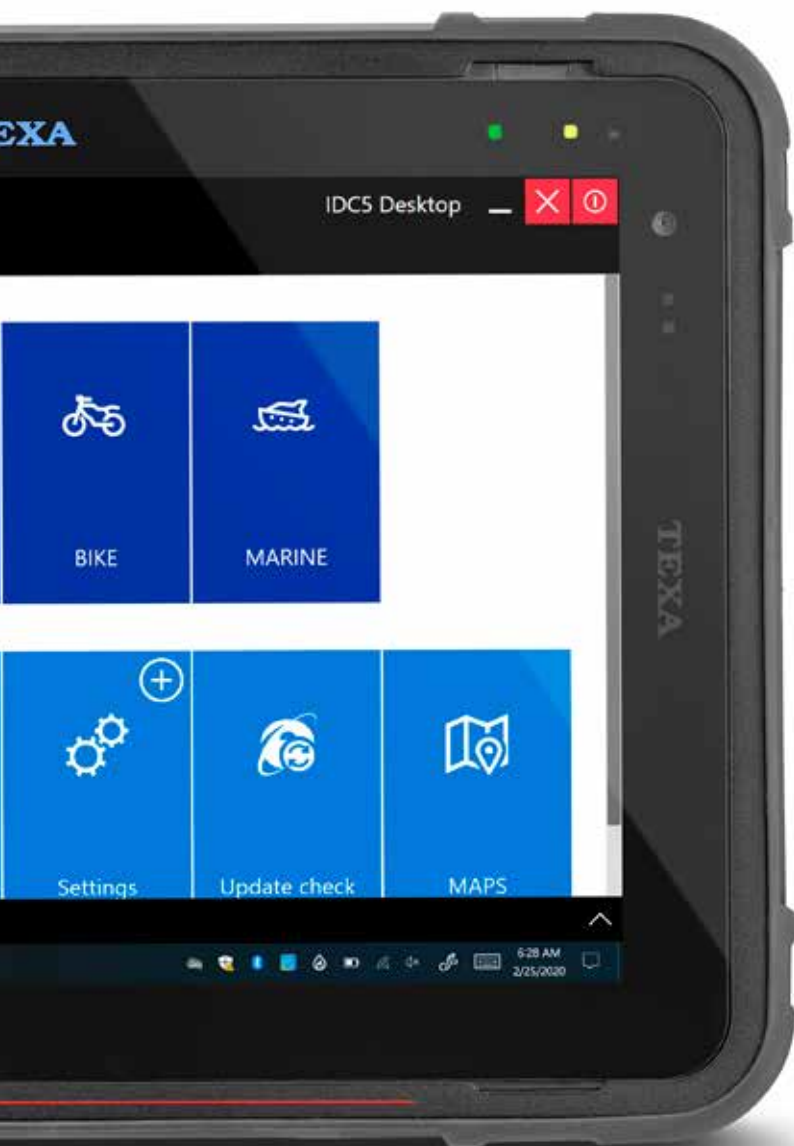 EXA
IDC5 Desktop
BIKE
MARINE
TEXA
Settings
Update check
MAPS
6:28 AM
2/25/2020